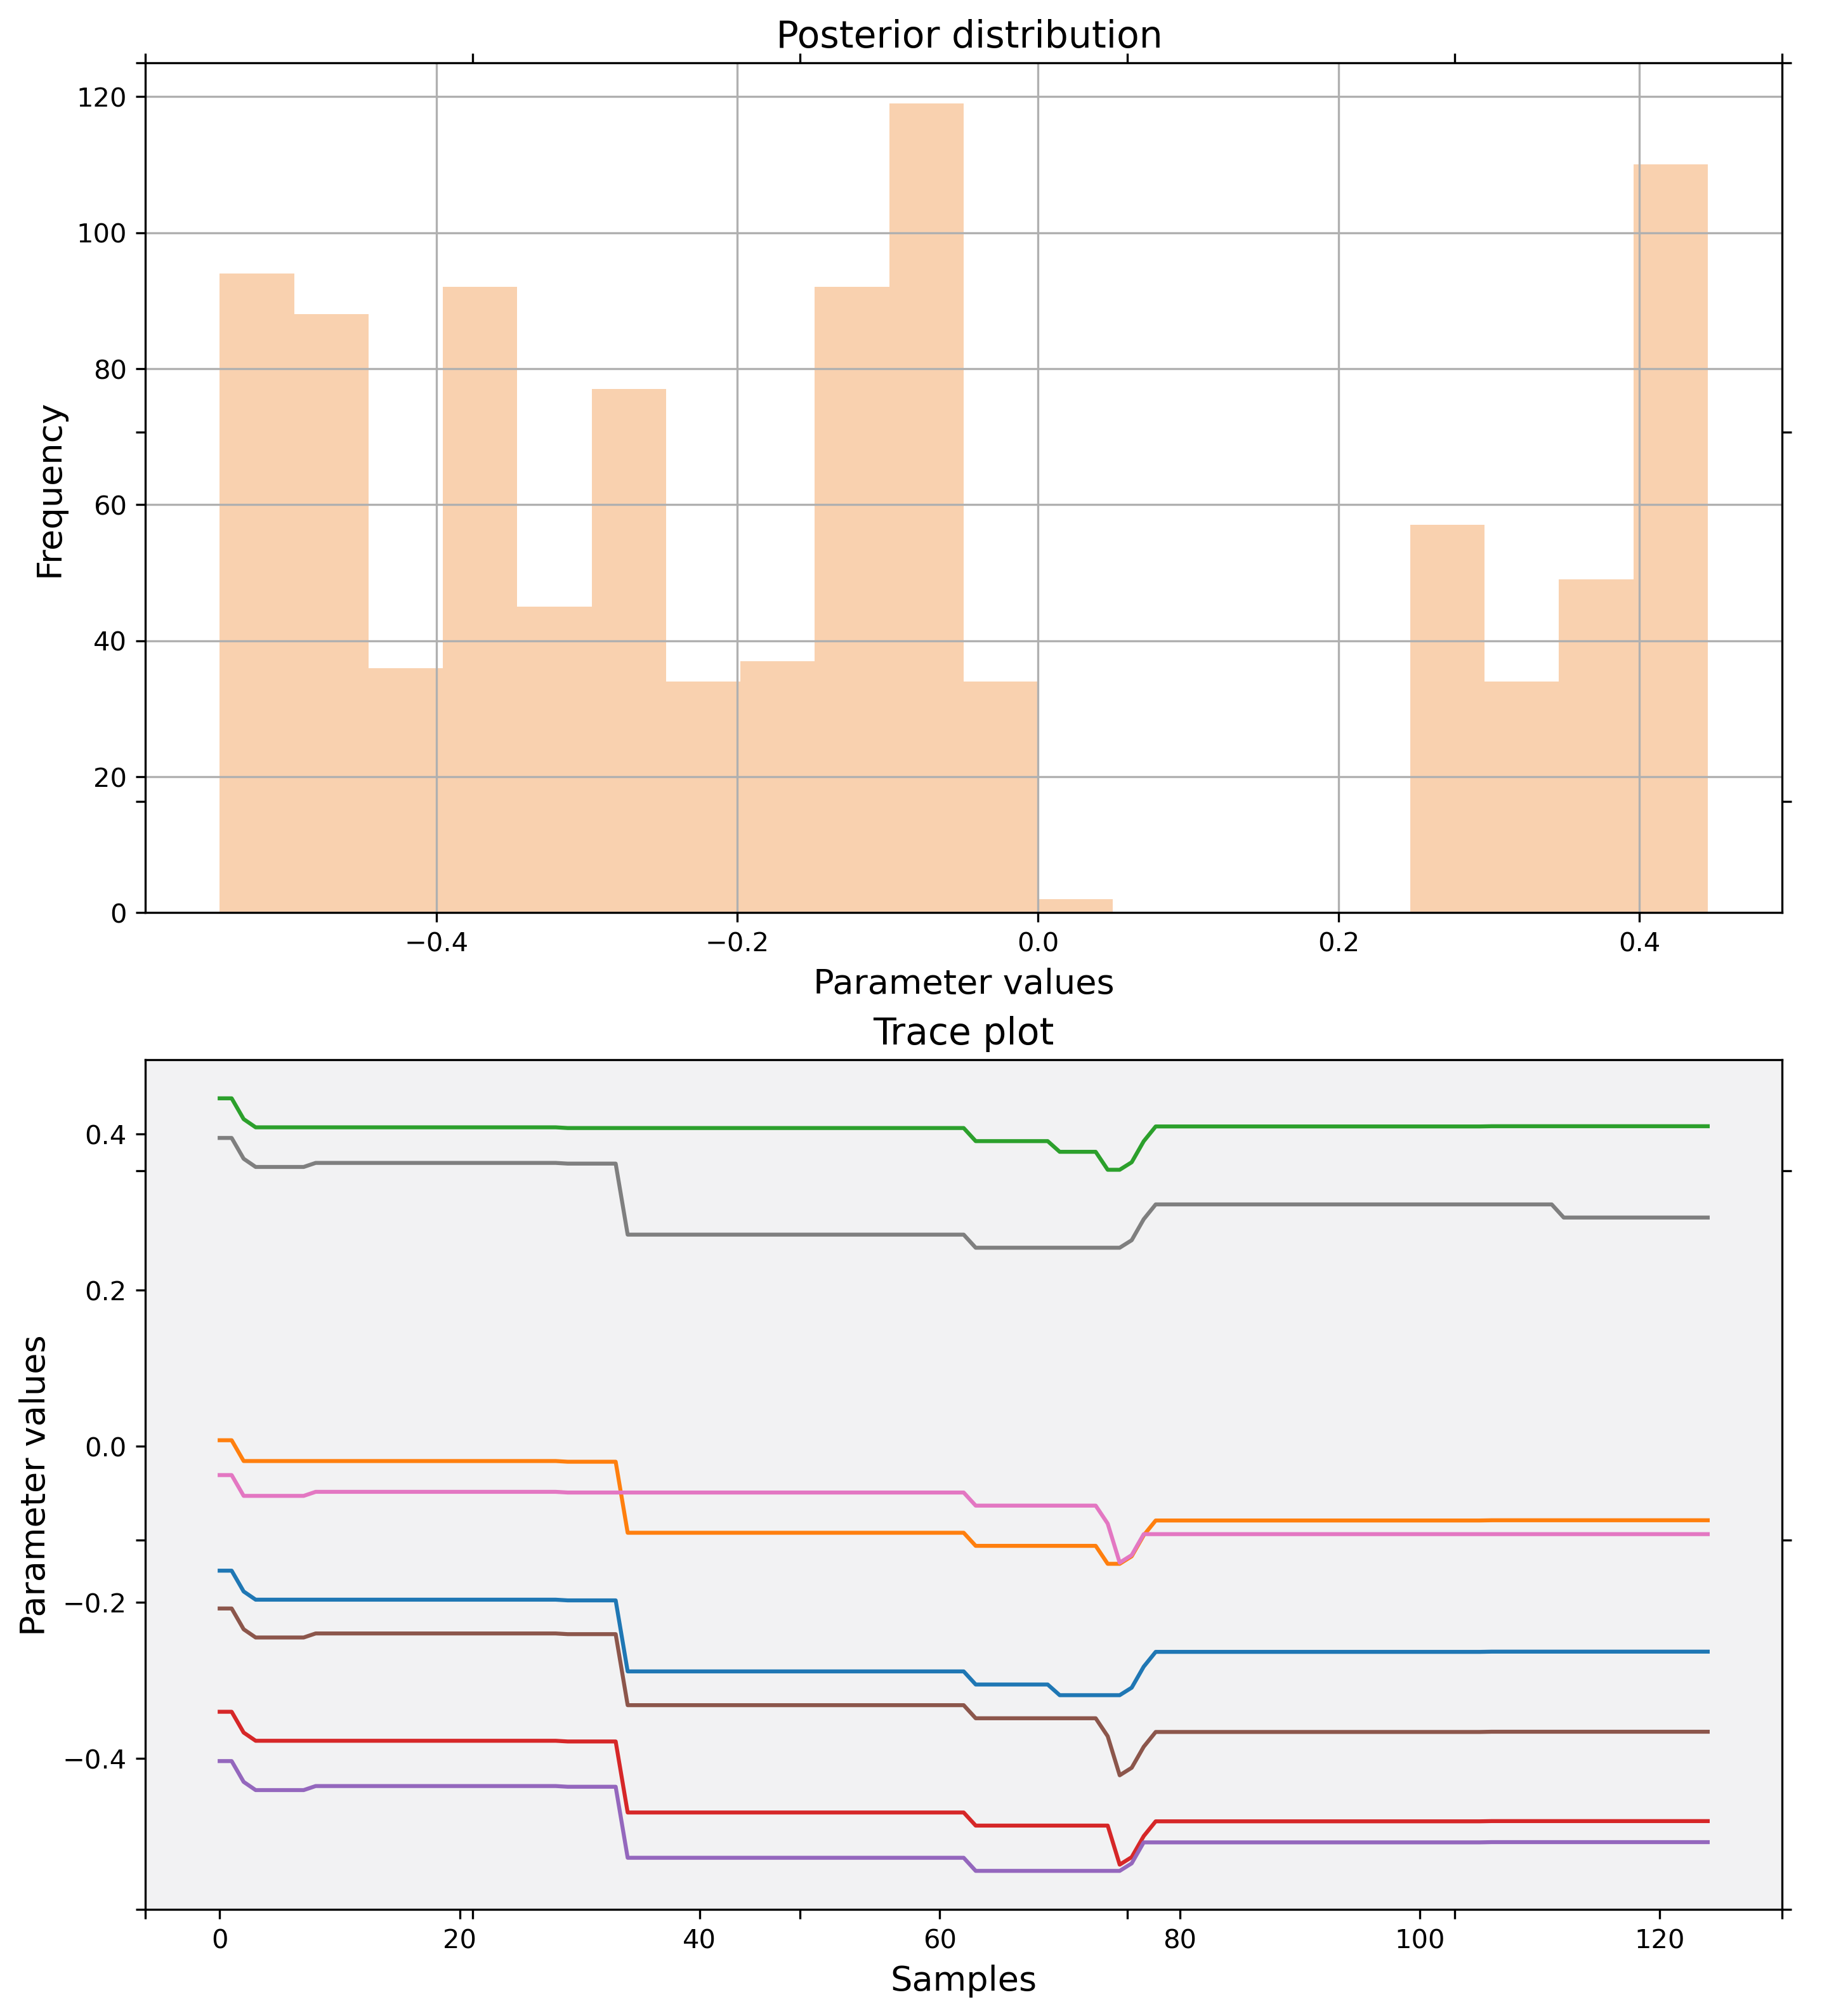 Posterior distribution
120
100
80
60
40
20
0
Frequency
−0.4 −0.2 0.0 0.2 0.4
Parameter values
Trace plot
0.4
0.2
0.0
−0.2
−0.4
Parameter values
0 20 40 60 80 100 120
Samples